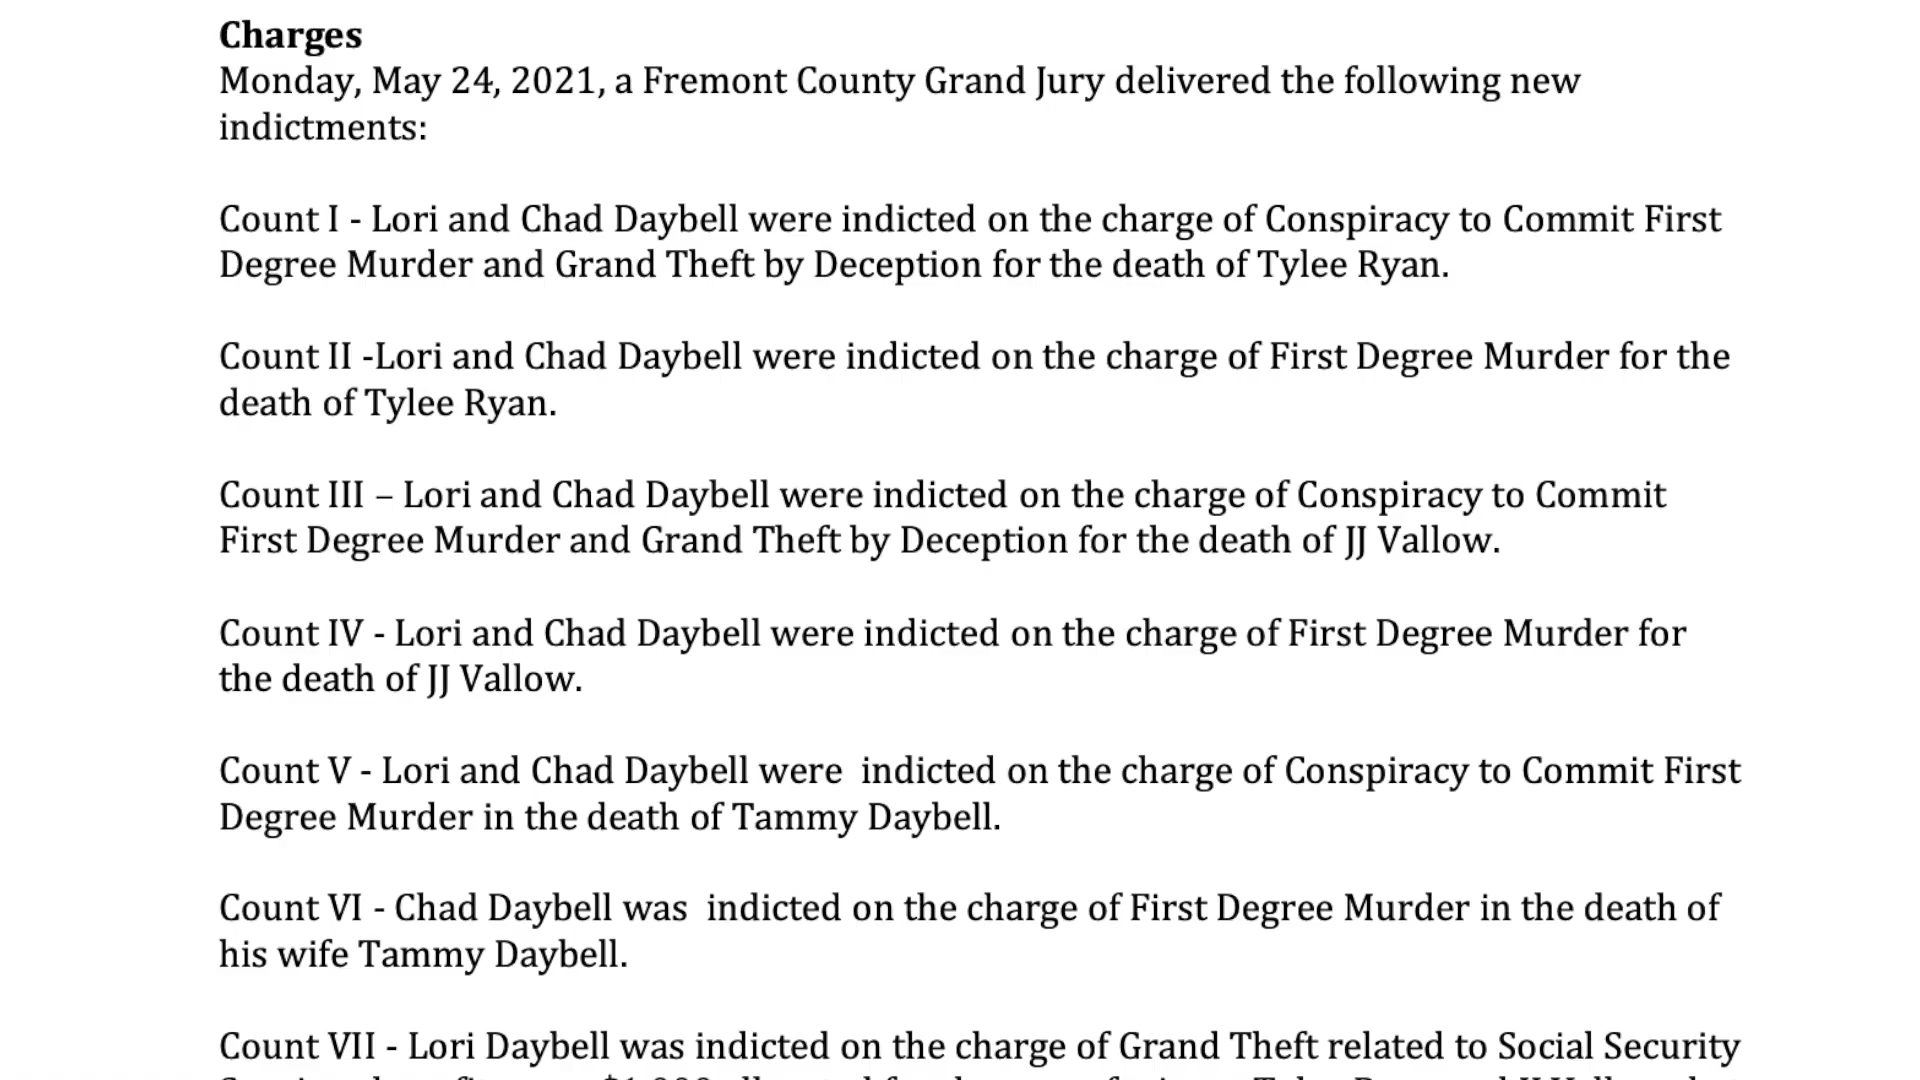 Charges
Monday, May 24, 2021, a Fremont County Grand Jury delivered the following new
indictments:
Count I - Lori and Chad Daybell were indicted on the charge of Conspiracy to Commit First
Degree Murder and Grand Theft by Deception for the death of Tylee Ryan.
Count II -Lori and Chad Daybell were indicted on the charge of First Degree Murder for the
death of Tylee Ryan.
Count III – Lori and Chad Daybell were indicted on the charge of Conspiracy to Commit
First Degree Murder and Grand Theft by Deception for the death of JJ Vallow.
Count IV - Lori and Chad Daybell were indicted on the charge of First Degree Murder for
the death of JJ Vallow.
Count V - Lori and Chad Daybell were  indicted on the charge of Conspiracy to Commit First
Degree Murder in the death of Tammy Daybell.
Count VI - Chad Daybell was  indicted on the charge of First Degree Murder in the death of
his wife Tammy Daybell.
Count VII - Lori Daybell was indicted on the charge of Grand Theft related to Social Security